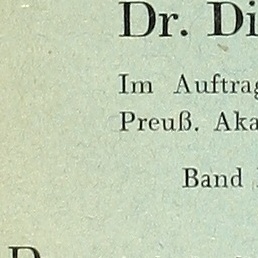 Dr. Di
Im Auftrag
Preuß. Aka
Band